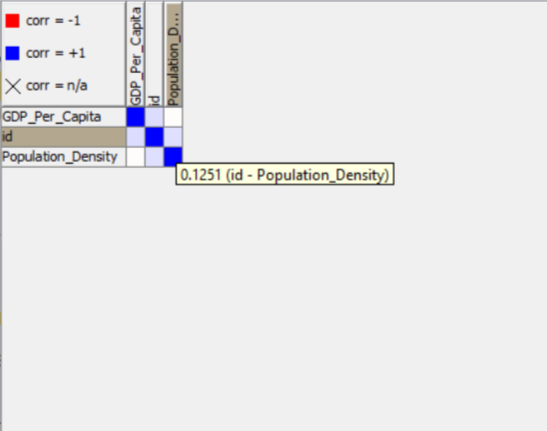 corr = -1
corr = +1
corr = n/a
GDP_Per_Capita
id
Population_D...
GDP_Per_Capita
id
Population_Density
0.1251 (id - Population_Density)